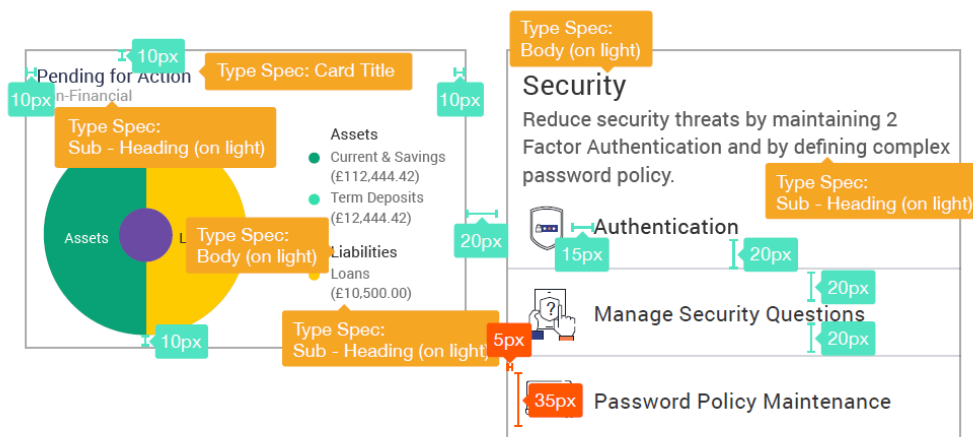 10px
Type Spec: Card Title
Pending for Action
10px
10px
n-Financial
Type Spec:
Sub - Heading (on light)
Assets
Current & Savings
(£112,444.42)
Term Deposits
(£12,444.42)
Assets
L
Type Spec:
Body (on light)
Liabilities
Loans
(£10,500.00)
Type Spec:
Sub - Heading (on light)
10px
20px
Type Spec:
Body (on light)
Security
Reduce security threats by maintaining 2
Factor Authentication and by defining complex
password policy.
Type Spec:
Sub - Heading (on light)
Authentication
15px
20px
20px
Manage Security Questions
20px
5px
35px
Password Policy Maintenance